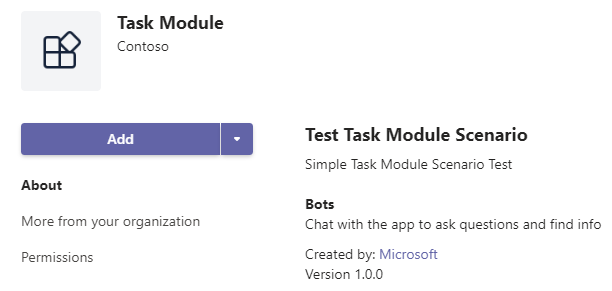 Task Module
Contoso
Add
About
More from your organization
Permissions
Test Task Module Scenario
Simple Task Module Scenario Test
Bots
Chat with the app to ask questions and find info
Created by: Microsoft
Version 1.0.0